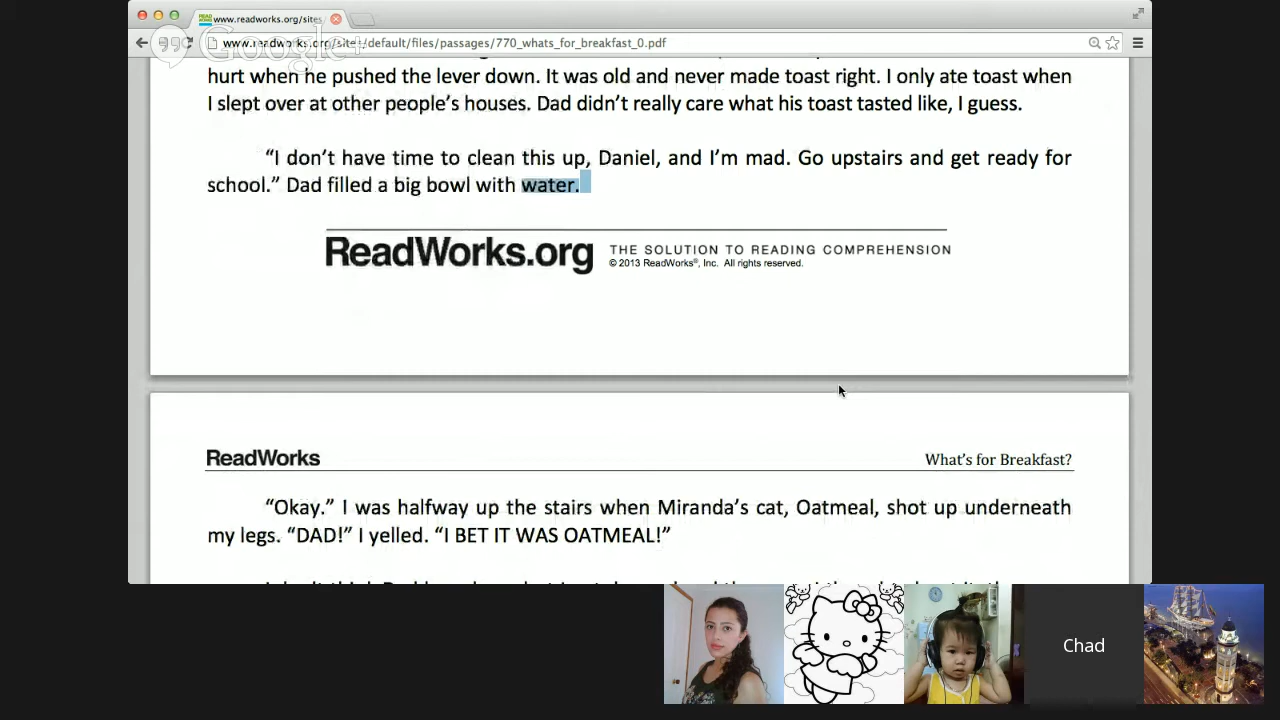 www.readworks.org/sites
Google+
www.readworks.org/sites/default/files/passages/770_whats_for_breakfast_0.pdf
hurt when he pushed the lever down. It was old and never made toast right. I only ate toast when
I slept over at other people's houses. Dad didn't really care what his toast tasted like, I guess.
“I don't have time to clean this up, Daniel, and I'm mad. Go upstairs and get ready for
school.” Dad filled a big bowl with water.
ReadWorks.org
THE SOLUTION TO READING COMPREHENSION
© 2013 ReadWorks®, Inc. All rights reserved.
ReadWorks
What's for Breakfast?
“Okay.” I was halfway up the stairs when Miranda's cat, Oatmeal, shot up underneath
my legs. “DAD!” I yelled. “I BET IT WAS OATMEAL!”
Chad